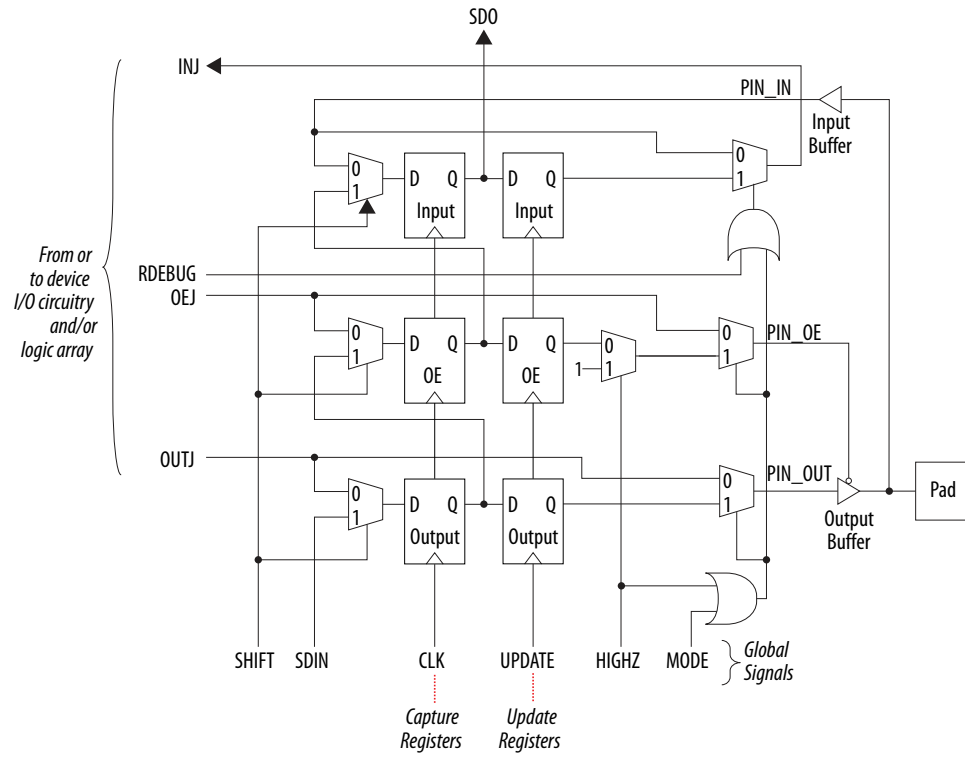 SDO
INJ
PIN_IN
Input
Buffer
0
1
D Q
Input
D Q
Input
0
1
From or
to device
I/O circuitry
and/or
logic array
RDEBUG
OEJ
0
1
D Q
OE
D Q
OE
0
1
1
0
1
PIN_OE
OUTJ
0
1
D Q
Output
D Q
Output
0
1
PIN_OUT
Output
Buffer
Pad
SHIFT
SDIN
CLK
UPDATE
HIGHZ
MODE
Global
Signals
Capture
Registers
Update
Registers